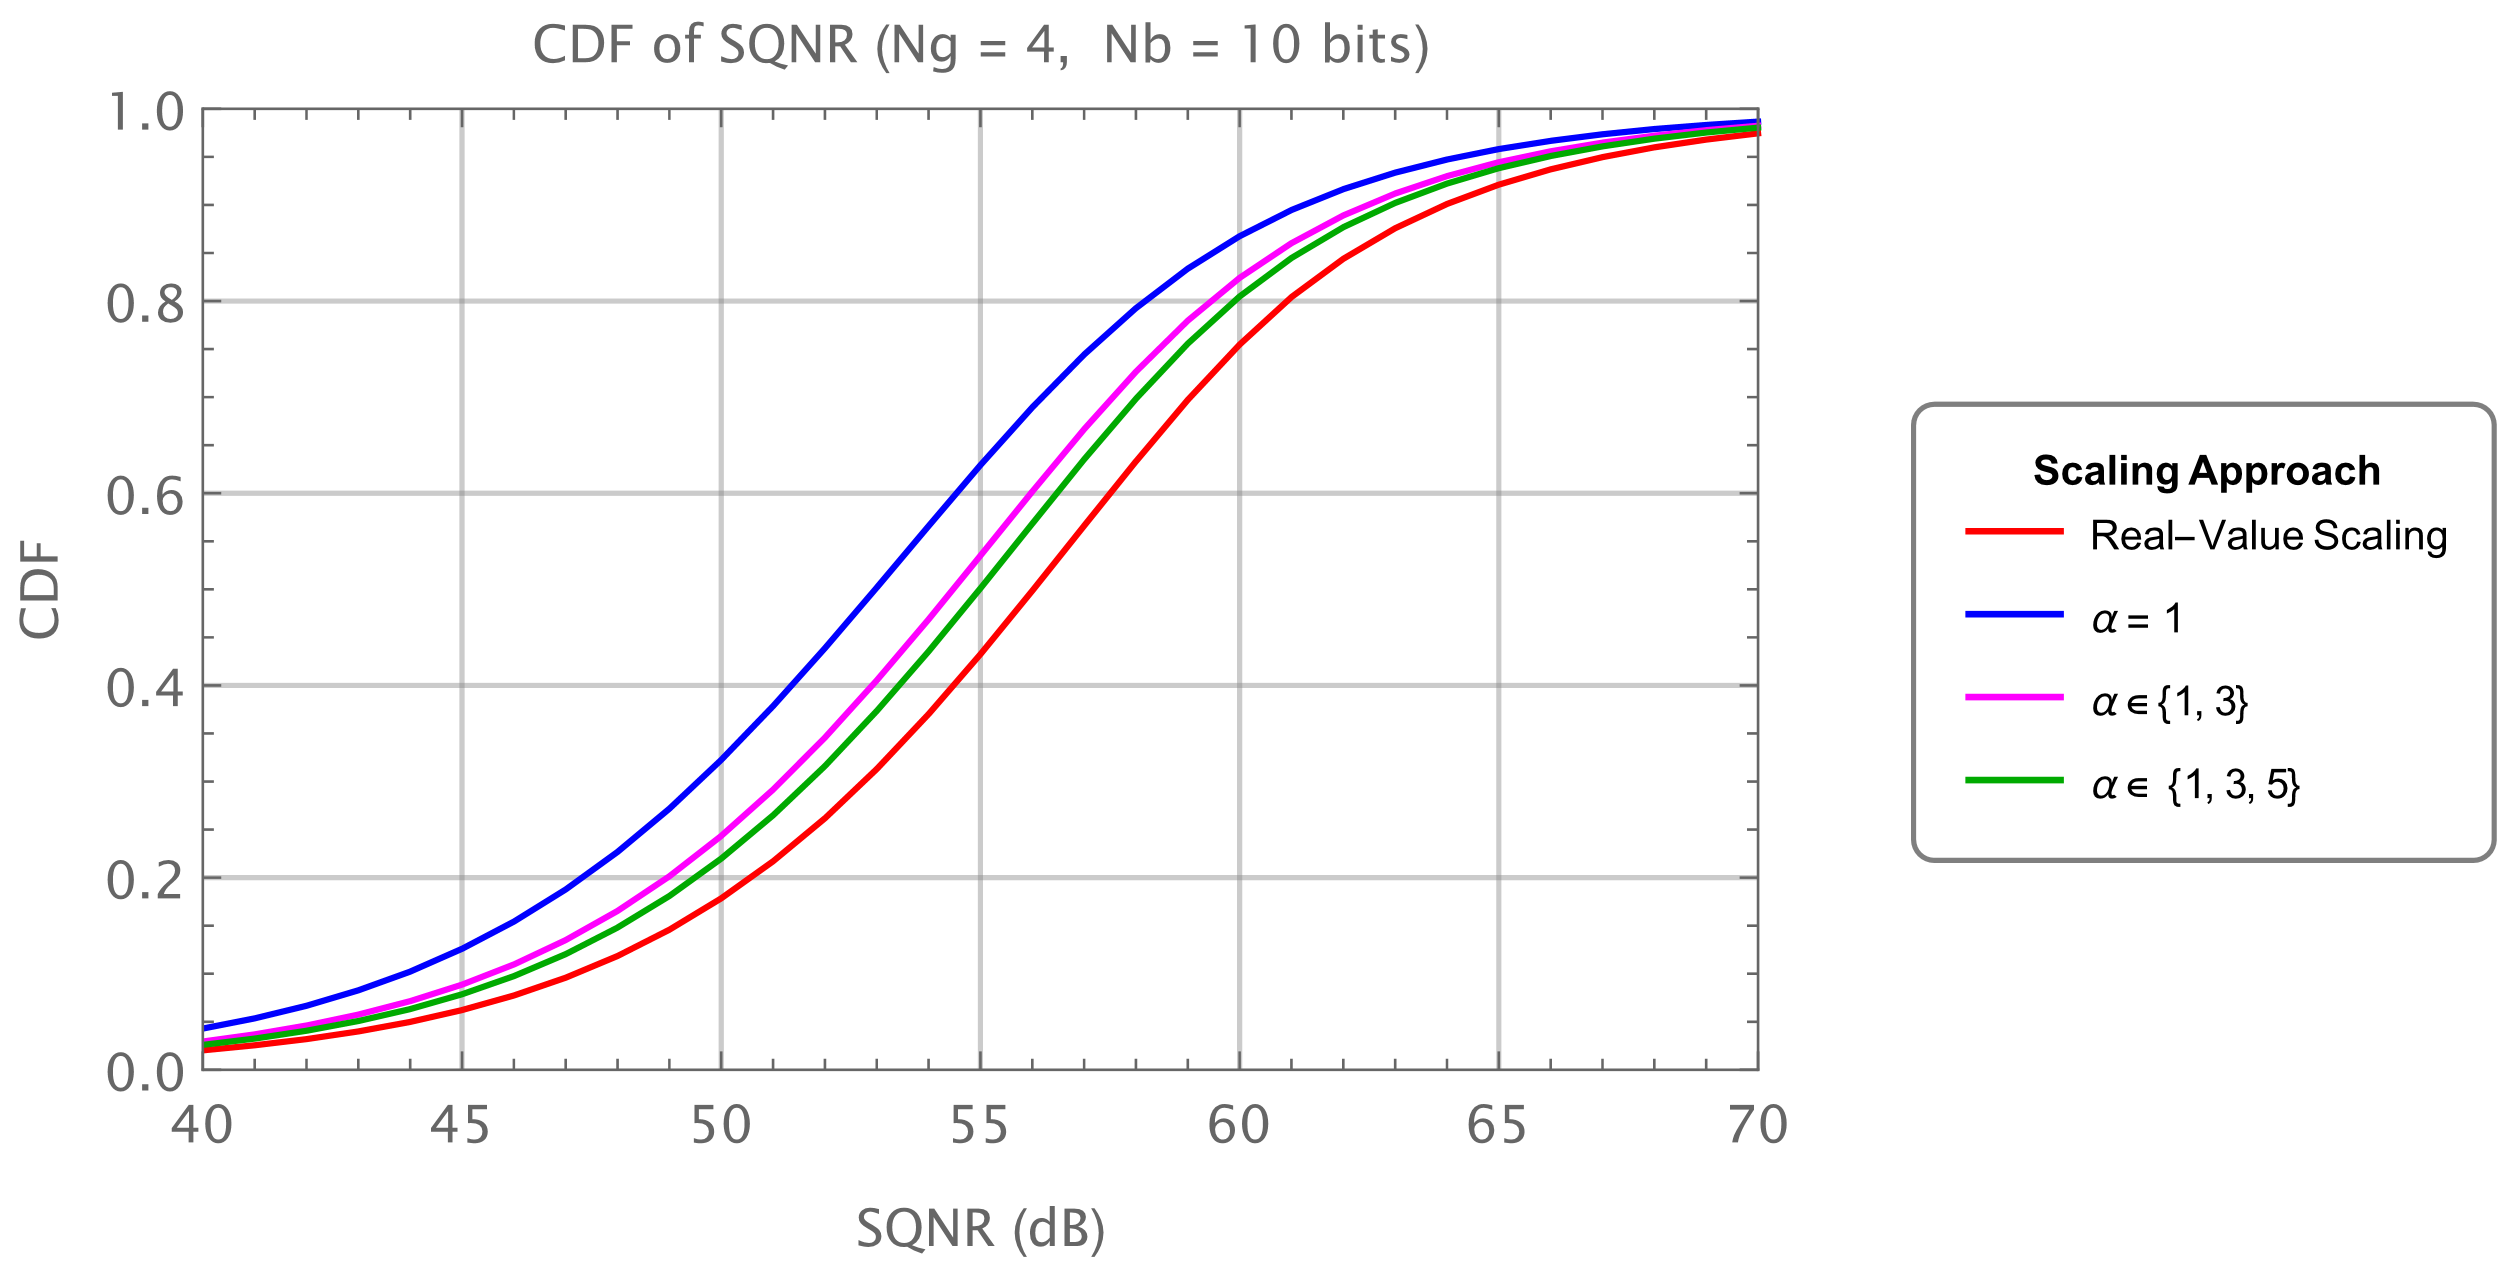 CDF of SQNR (Ng = 4, Nb = 10 bits)
CDF
1.0
0.8
0.6
0.4
0.2
0.0
40 45 50 55 60 65 70
SQNR (dB)
Scaling Approach
Real-Value Scaling
α = 1
α ∈ {1, 3}
α ∈ {1, 3, 5}